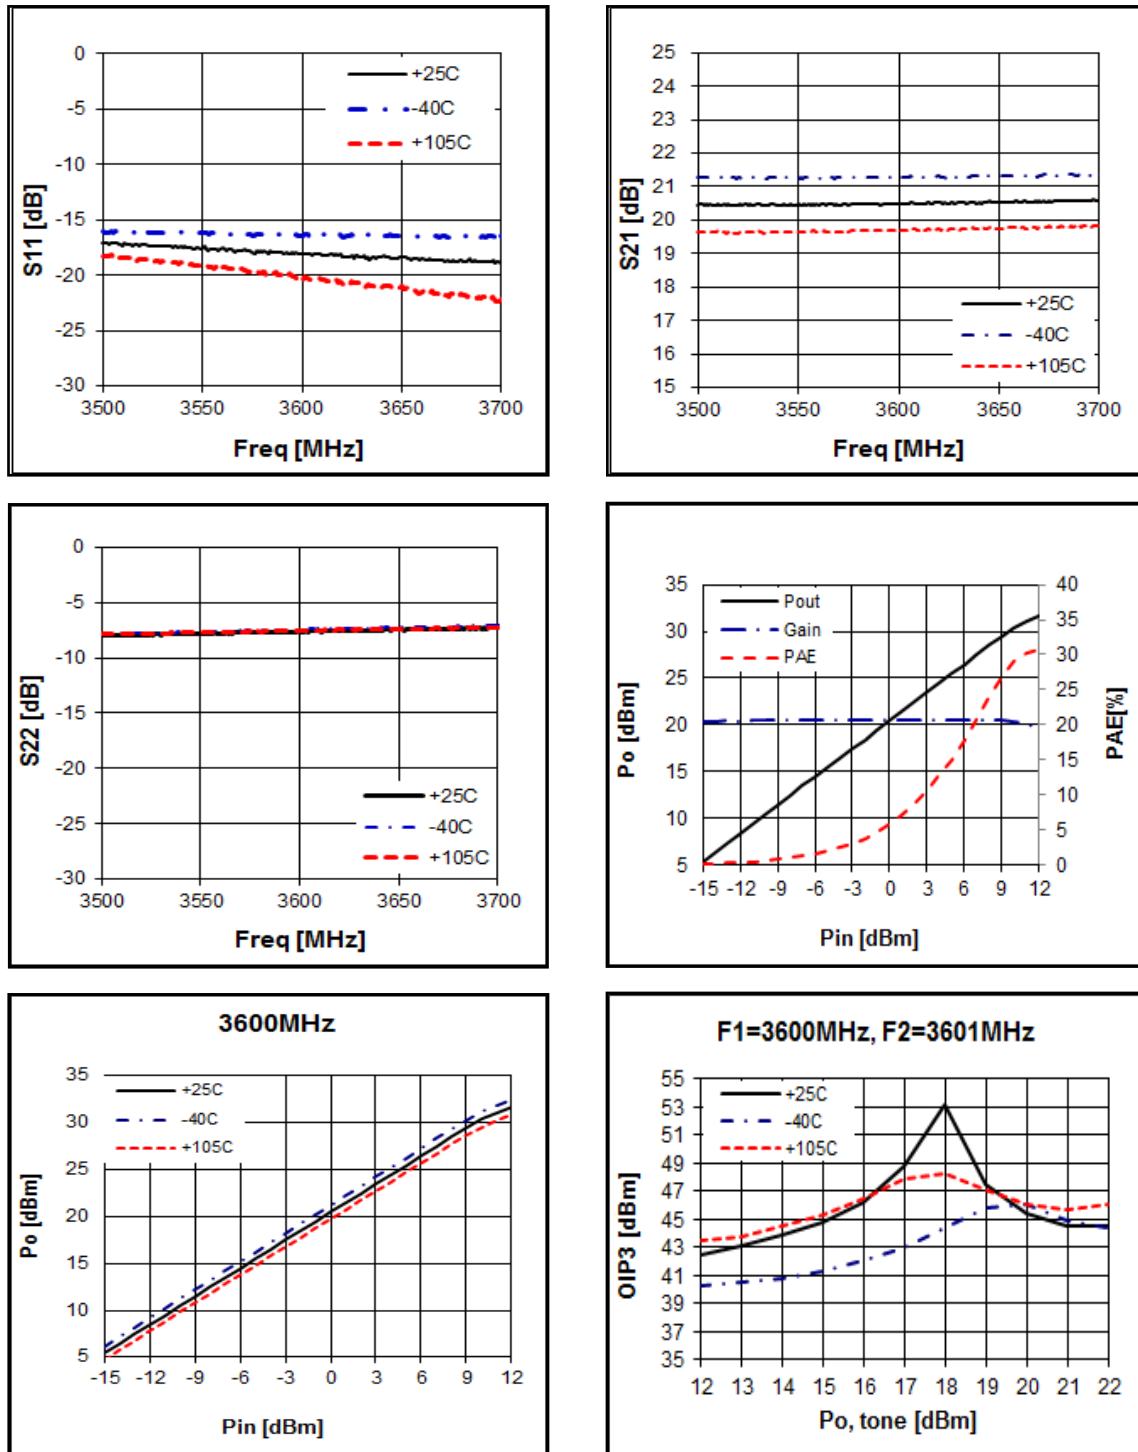 0
-5
-10
-15
-20
-25
-30
S11 [dB]
+25C
-40C
+105C
3500 3550 3600 3650 3700
Freq [MHz]
25
24
23
22
21
20
19
18
17
16
15
S21 [dB]
+25C
-40C
+105C
3500 3550 3600 3650 3700
Freq [MHz]
0
-5
-10
-15
-20
-25
-30
S22 [dB]
+25C
-40C
+105C
3500 3550 3600 3650 3700
Freq [MHz]
35
30
25
20
15
10
5
Po [dBm]
Pout
Gain
PAE
40
35
30
25
20
15
10
5
0
PAE[%]
-15 -12 -9 -6 -3 0 3 6 9 12
Pin [dBm]
3600MHz
35
30
25
20
15
10
5
Po [dBm]
+25C
-40C
+105C
-15 -12 -9 -6 -3 0 3 6 9 12
Pin [dBm]
F1=3600MHz, F2=3601MHz
55
53
51
49
47
45
43
41
39
37
35
OIP3 [dBm]
+25C
-40C
+105C
12 13 14 15 16 17 18 19 20 21 22
Po, tone [dBm]